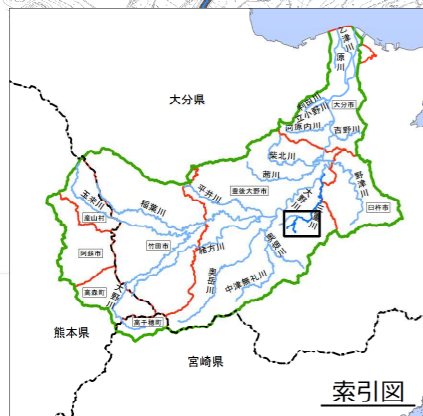 大分県
乙津川
原川
立小野川
大分市
河原内川
吉野川
柴北川
茜川
野津川
平井川
豊後大野市
大野川
臼杵市
玉来川
稲葉川
産山村
竹田市
緒方川
阿蘇市
奥岳川
中津無礼川
高森町
大野川
高千穂町
熊本県
宮崎県
索引図